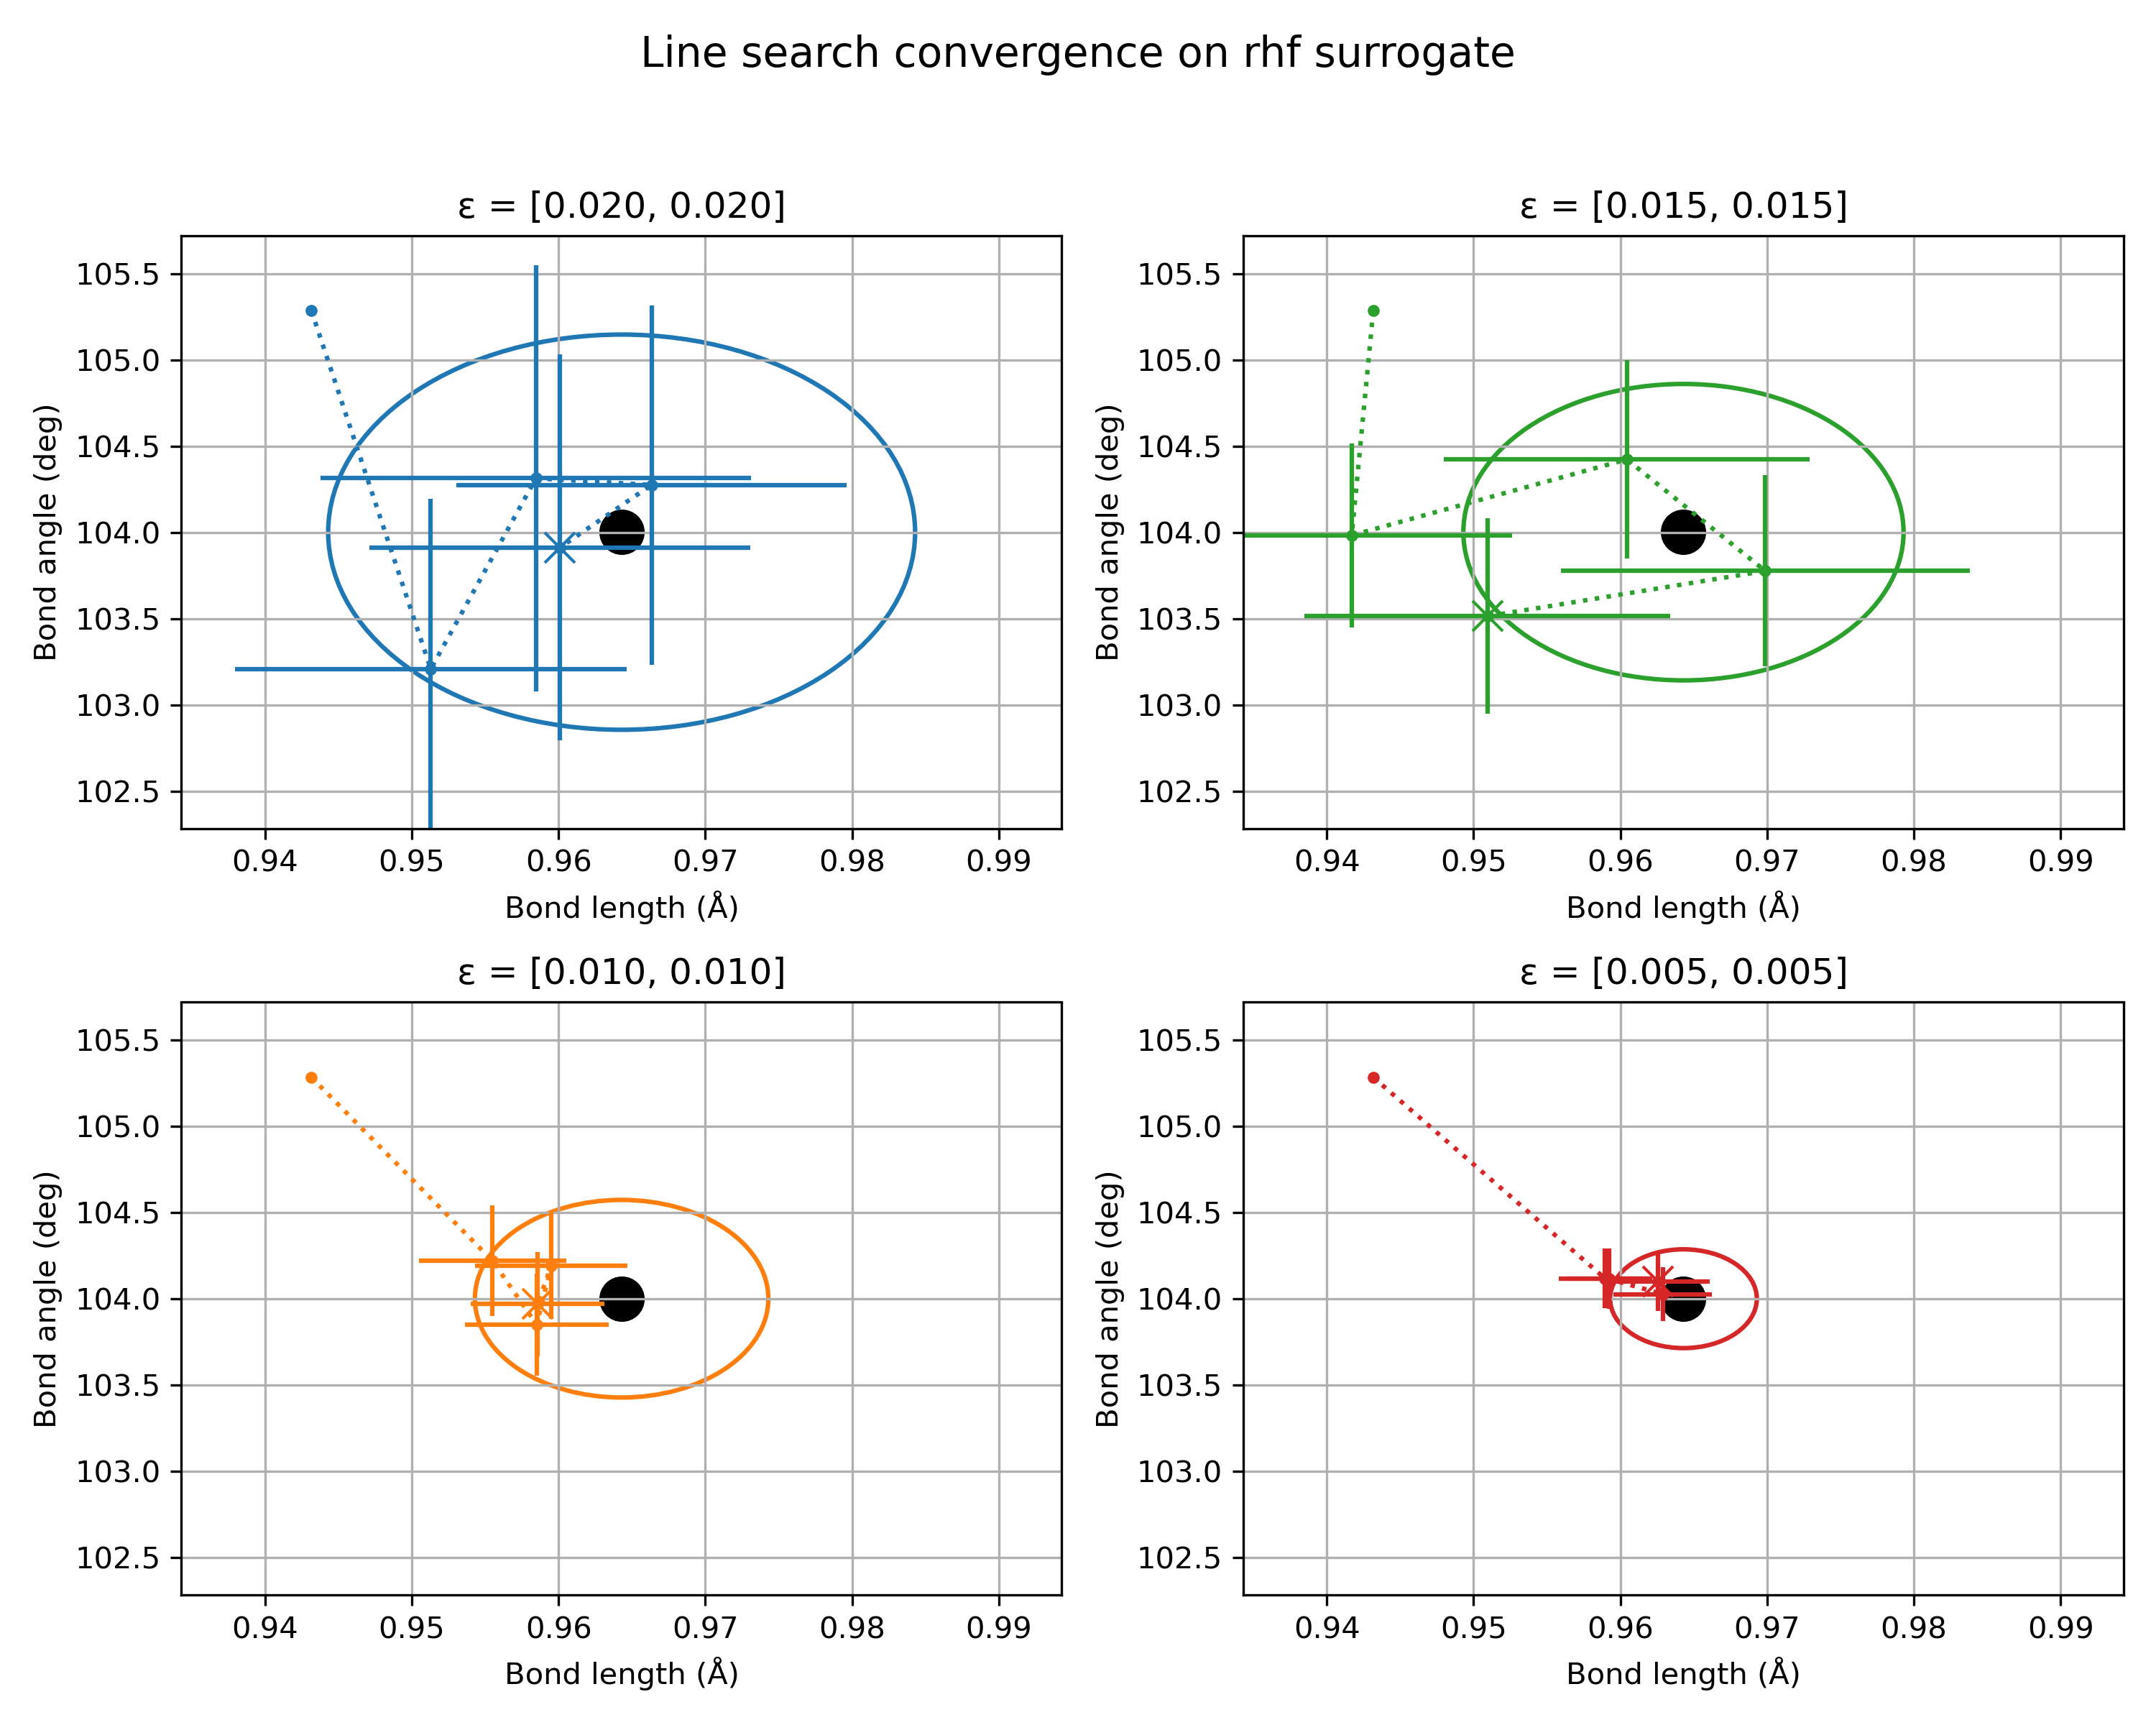 Line search convergence on rhf surrogate
ε = [0.020, 0.020]
105.5
105.0
104.5
104.0
103.5
103.0
102.5
Bond angle (deg)
0.94 0.95 0.96 0.97 0.98 0.99
Bond length (Å)
ε = [0.015, 0.015]
105.5
105.0
104.5
104.0
103.5
103.0
102.5
Bond angle (deg)
0.94 0.95 0.96 0.97 0.98 0.99
Bond length (Å)
ε = [0.010, 0.010]
105.5
105.0
104.5
104.0
103.5
103.0
102.5
Bond angle (deg)
0.94 0.95 0.96 0.97 0.98 0.99
Bond length (Å)
ε = [0.005, 0.005]
105.5
105.0
104.5
104.0
103.5
103.0
102.5
Bond angle (deg)
0.94 0.95 0.96 0.97 0.98 0.99
Bond length (Å)